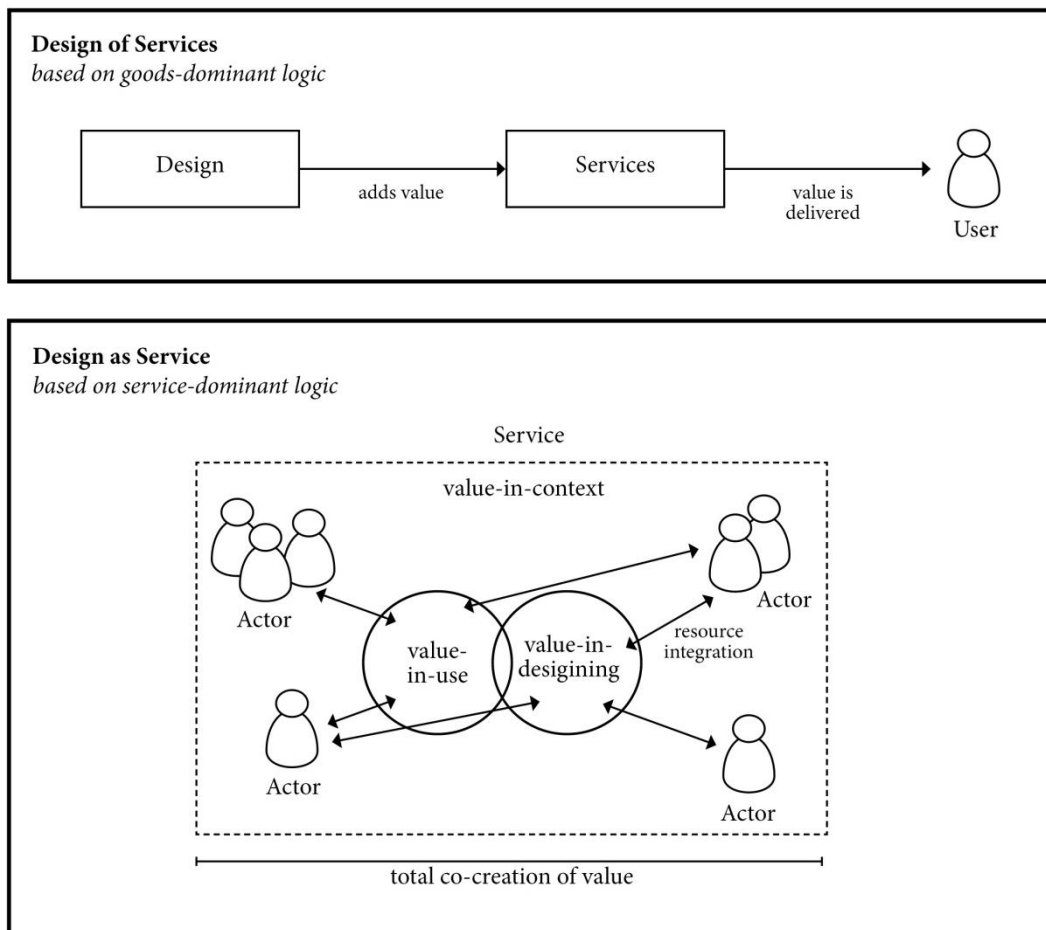 Design of Services
based on goods-dominant logic
Design
adds value
Services
value is
delivered
User
Design as Service
based on service-dominant logic
Service
value-in-context
Actor
Actor
value-
in-use
value-in-
desigining
resource
integration
Actor
Actor
total co-creation of value